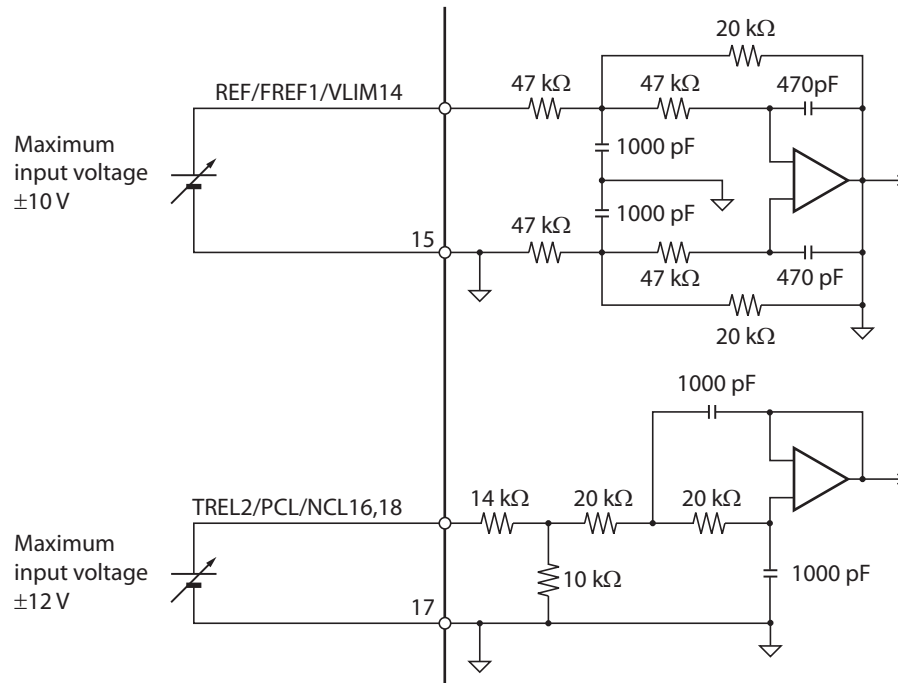 20 kΩ
REF/FREF1/VLIM14
47 kΩ
47 kΩ
470pF
Maximum
input voltage
±10 V
1000 pF
1000 pF
15
47 kΩ
47 kΩ
470 pF
20 kΩ
1000 pF
TREL2/PCL/NCL16,18
14 kΩ
20 kΩ
20 kΩ
Maximum
input voltage
±12 V
10 kΩ
1000 pF
17